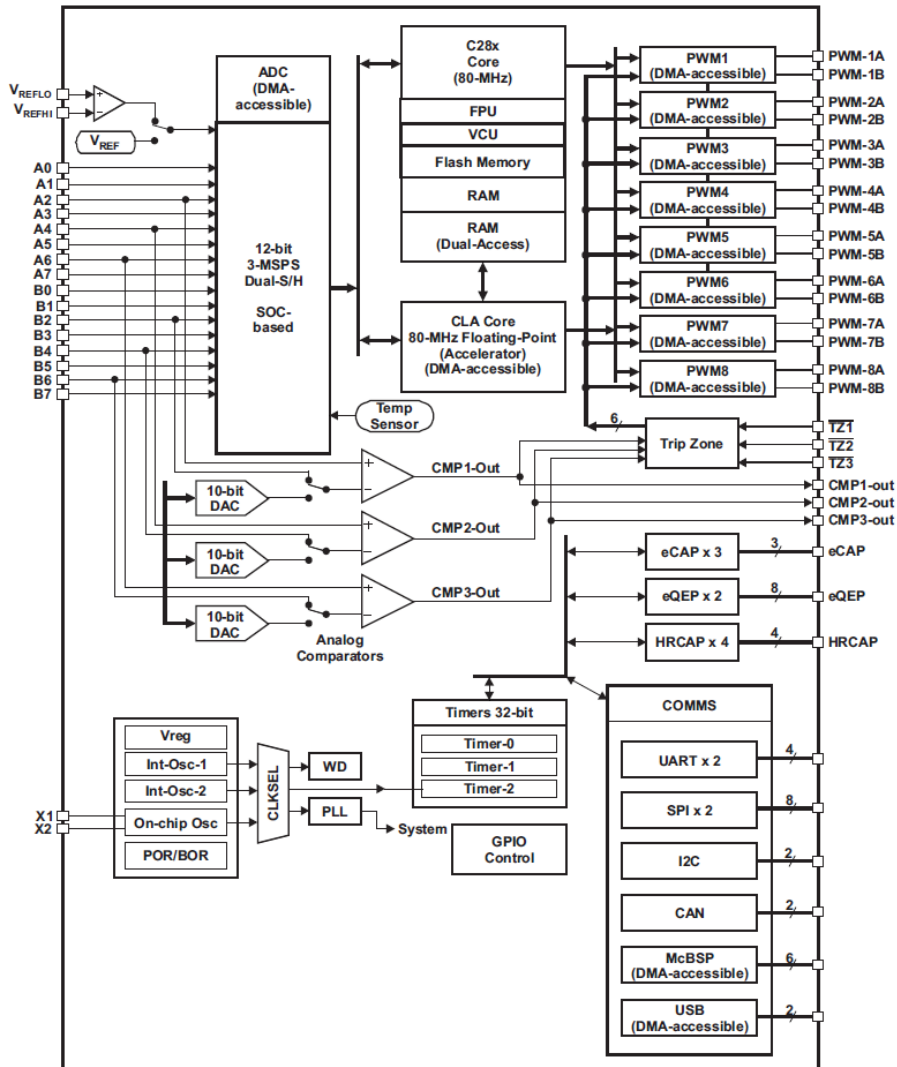 V_REFLO
V_REFHI
V_REF
A0
A1
A2
A3
A4
A5
A6
A7
B0
B1
B2
B3
B4
B5
B6
B7
X1
X2
ADC
(DMA-
accessible)
12-bit
3-MSPS
Dual-S/H
SOC-
based
Temp
Sensor
C28x
Core
(80-MHz)
FPU
VCU
Flash Memory
RAM
RAM
(Dual-Access)
CLA Core
80-MHz Floating-Point
(Accelerator)
(DMA-accessible)
PWM1
(DMA-accessible)
PWM2
(DMA-accessible)
PWM3
(DMA-accessible)
PWM4
(DMA-accessible)
PWM5
(DMA-accessible)
PWM6
(DMA-accessible)
PWM7
(DMA-accessible)
PWM8
(DMA-accessible)
PWM-1A
PWM-1B
PWM-2A
PWM-2B
PWM-3A
PWM-3B
PWM-4A
PWM-4B
PWM-5A
PWM-5B
PWM-6A
PWM-6B
PWM-7A
PWM-7B
PWM-8A
PWM-8B
6
Trip Zone
TZ1
TZ2
TZ3
CMP1-out
CMP2-out
CMP3-out
10-bit
DAC
10-bit
DAC
10-bit
DAC
+
−
+
−
+
−
+
−
CMP1-Out
CMP2-Out
CMP3-Out
Analog
Comparators
eCAP x 3
3
eCAP
eQEP x 2
8
eQEP
HRCAP x 4
4
HRCAP
Vreg
Int-Osc-1
Int-Osc-2
On-chip Osc
POR/BOR
CLKSEL
WD
PLL
System
Timers 32-bit
Timer-0
Timer-1
Timer-2
GPIO
Control
COMMS
UART x 2
4
SPI x 2
8
I2C
2
CAN
2
McBSP
(DMA-accessible)
6
USB
(DMA-accessible)
2